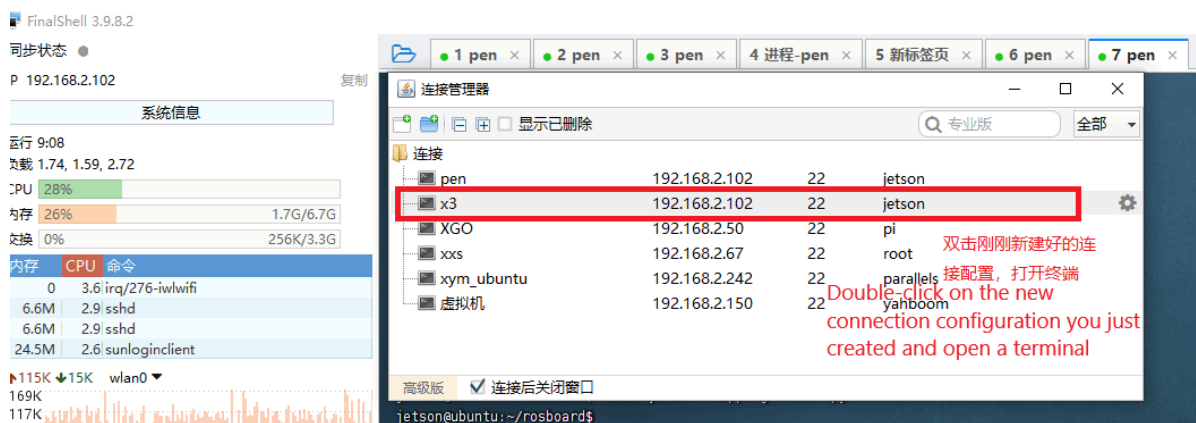 FinalShell 3.9.8.2
同步状态
P 192.168.2.102 复制
系统信息
运行 9:08
负载 1.74, 1.59, 2.72
CPU 28%
内存 26% 1.7G/6.7G
交换 0% 256K/3.3G
内存 CPU 命令
0 3.6 irq/276-iwlwifi
6.6M 2.9 sshd
6.6M 2.9 sshd
24.5M 2.6 sunloginclient
115K 15K wlan0
169K
117K
1 pen × 2 pen × 3 pen × 4 进程-pen × 5 新标签页 × 6 pen × 7 pen ×
连接管理器
显示已删除 专业版 全部
连接
pen 192.168.2.102 22 jetson
x3 192.168.2.102 22 jetson
XGO 192.168.2.50 22 pi
xxs 192.168.2.67 22 root
xym_ubuntu 192.168.2.242 22 parallels
虚拟机 192.168.2.150 22 yahboom
双击刚刚新建好的连
接配置，打开终端
Double-click on the new
connection configuration you just
created and open a terminal
高级版 连接后关闭窗口
jetson@ubuntu:~/rosboard$